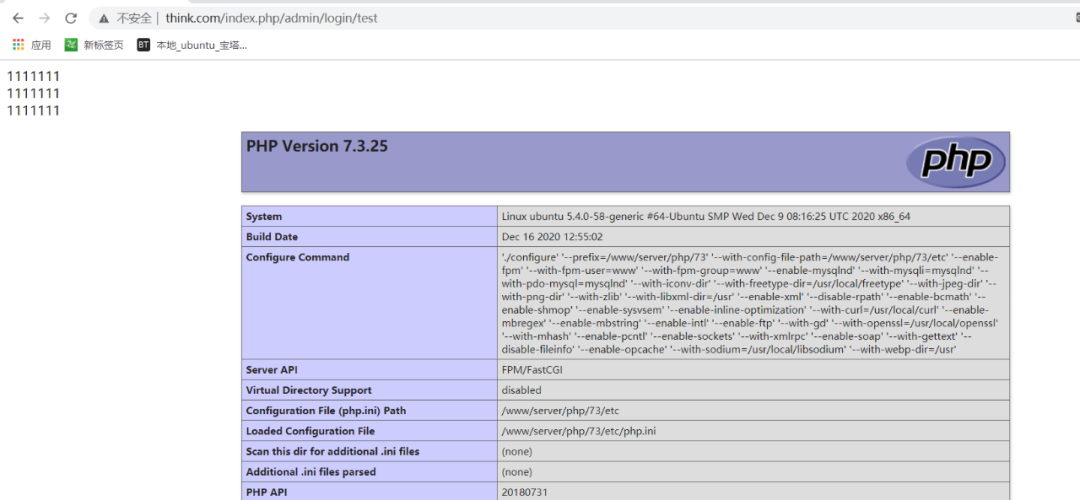 不安全 | think.com/index.php/admin/login/test
应用 新标签页 BT 本地_ubuntu_宝塔...
1111111
1111111
1111111
PHP Version 7.3.25
php
System Linux ubuntu 5.4.0-58-generic #64-Ubuntu SMP Wed Dec 9 08:16:25 UTC 2020 x86_64
Build Date Dec 16 2020 12:55:02
Configure Command './configure' '--prefix=/www/server/php/73' '--with-config-file-path=/www/server/php/73/etc' '--enable-
fpm' '--with-fpm-user=www' '--with-fpm-group=www' '--enable-mysqlnd' '--with-mysqli=mysqlnd' '--
with-pdo-mysql=mysqlnd' '--with-iconv-dir' '--with-freetype-dir=/usr/local/freetype' '--with-jpeg-dir' '--
with-png-dir' '--with-zlib' '--with-libxml-dir=/usr' '--enable-xml' '--disable-rpath' '--enable-bcmath' '--
enable-shmop' '--enable-sysvsem' '--enable-inline-optimization' '--with-curl=/usr/local/curl' '--enable-
mbregex' '--enable-mbstring' '--enable-intl' '--enable-ftp' '--with-gd' '--with-openssl=/usr/local/openssl'
'--with-mhash' '--enable-pcntl' '--enable-sockets' '--with-xmlrpc' '--enable-soap' '--with-gettext' '--
disable-fileinfo' '--enable-opcache' '--with-sodium=/usr/local/libsodium' '--with-webp-dir=/usr'
Server API FPM/FastCGI
Virtual Directory Support disabled
Configuration File (php.ini) Path /www/server/php/73/etc
Loaded Configuration File /www/server/php/73/etc/php.ini
Scan this dir for additional .ini files (none)
Additional .ini files parsed (none)
PHP API 20180731